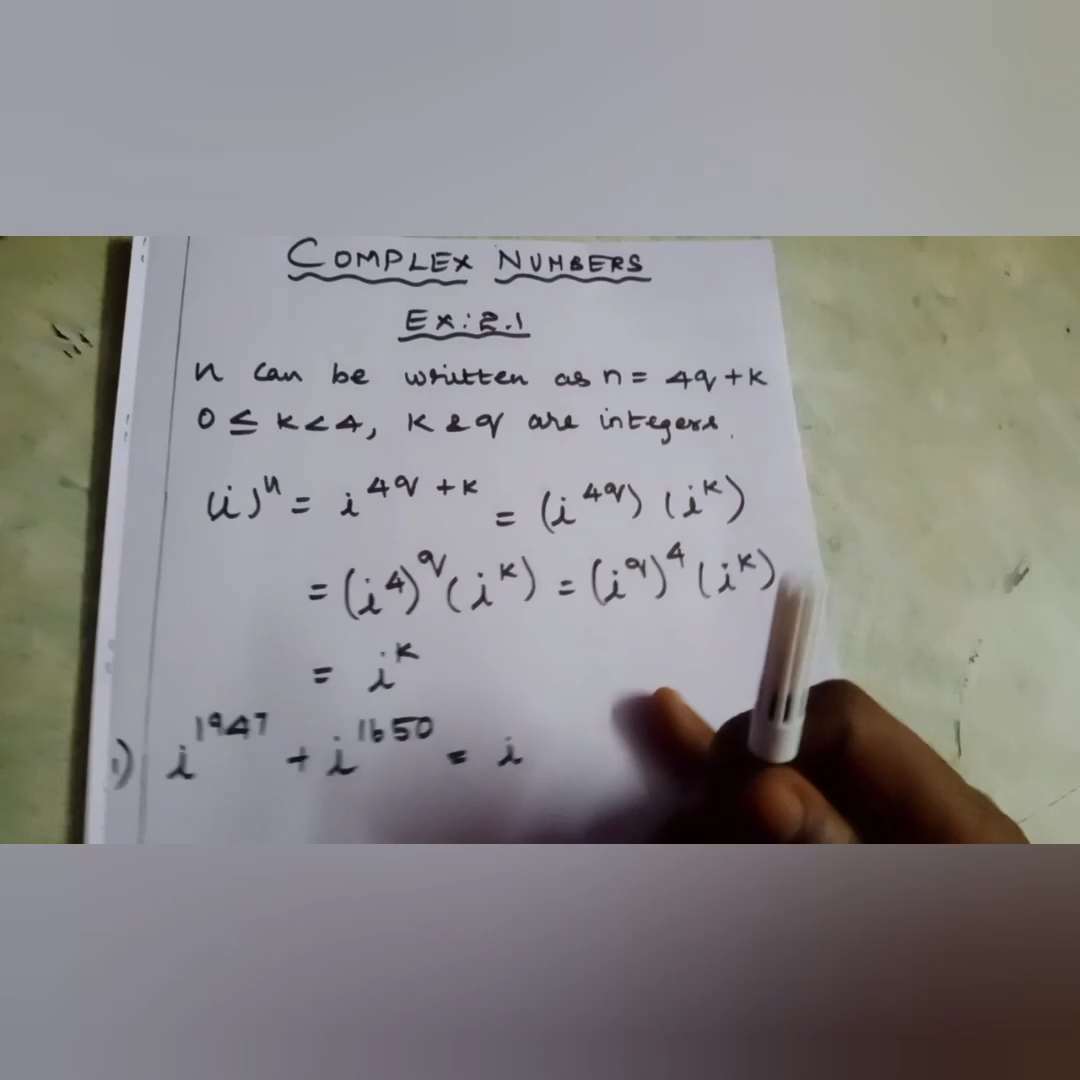 COMPLEX NUMBERS
Ex: 2.1
n can be written as n = 4q + k
0 ≤ k < 4, k & q are integers.
(i)ⁿ = i^{4q + k} = (i^{4q}) (i^k)
= (i^4)^q (i^k) = (i^q)^4 (i^k)
= i^k
1) i^{1947} + i^{1650} = i